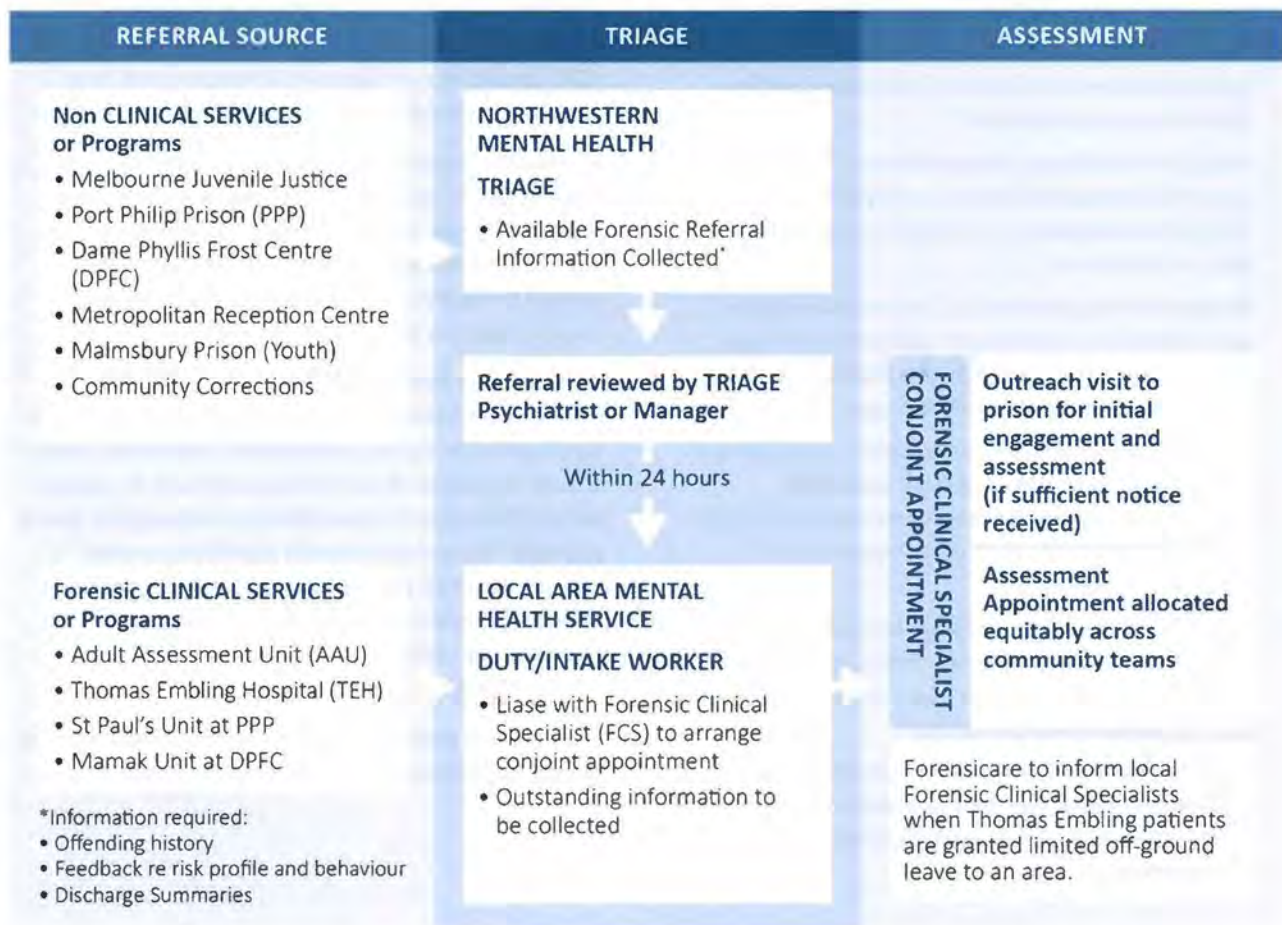 REFERRAL SOURCE
Non CLINICAL SERVICES
or Programs
• Melbourne Juvenile Justice
• Port Philip Prison (PPP)
• Dame Phyllis Frost Centre
(DPFC)
• Metropolitan Reception Centre
• Malmsbury Prison (Youth)
• Community Corrections
Forensic CLINICAL SERVICES
or Programs
• Adult Assessment Unit (AAU)
• Thomas Embling Hospital (TEH)
• St Paul's Unit at PPP
• Mamak Unit at DPFC
*Information required:
• Offending history
• Feedback re risk profile and behaviour
• Discharge Summaries
TRIAGE
NORTHWESTERN
MENTAL HEALTH
TRIAGE
• Available Forensic Referral
Information Collected*
Referral reviewed by TRIAGE
Psychiatrist or Manager
Within 24 hours
LOCAL AREA MENTAL
HEALTH SERVICE
DUTY/INTAKE WORKER
• Liase with Forensic Clinical
Specialist (FCS) to arrange
conjoint appointment
• Outstanding information to
be collected
ASSESSMENT
FORENSIC CLINICAL SPECIALIST
CONJOINT APPOINTMENT
Outreach visit to
prison for initial
engagement and
assessment
(if sufficient notice
received)
Assessment
Appointment allocated
equitably across
community teams
Forensicare to inform local
Forensic Clinical Specialists
when Thomas Embling patients
are granted limited off-ground
leave to an area.